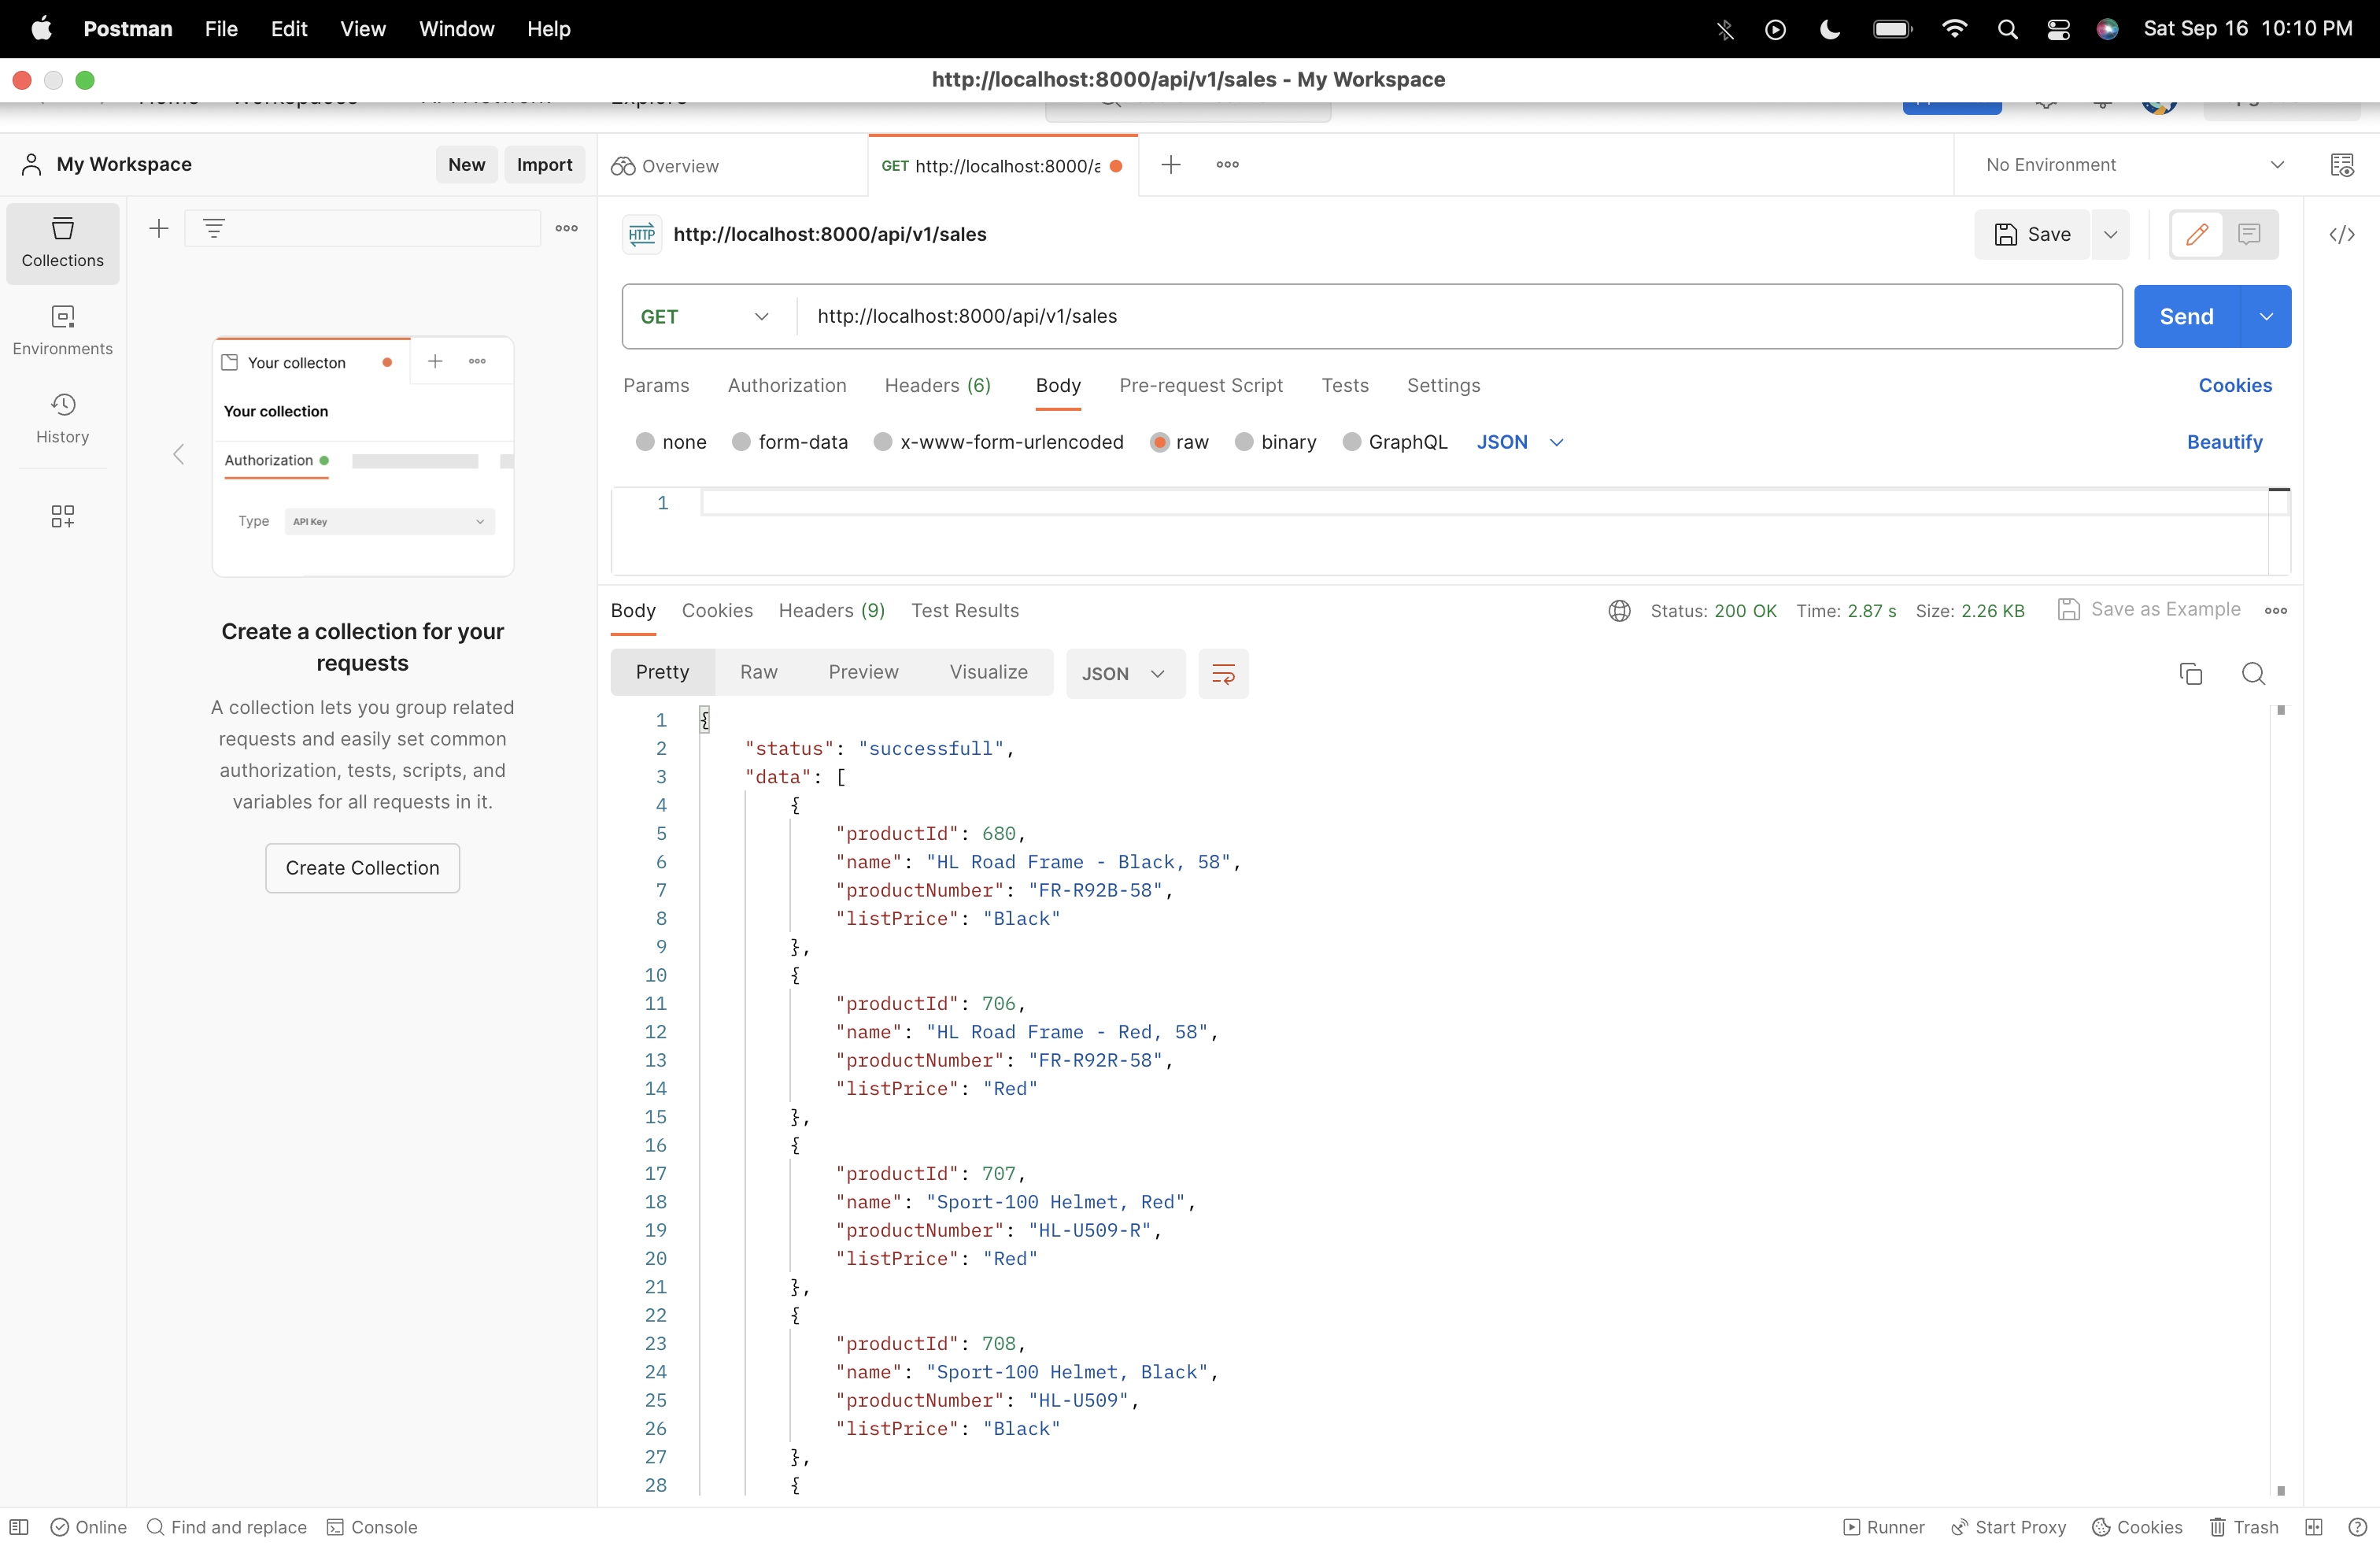 Postman File Edit View Window Help Sat Sep 16 10:10 PM
http://localhost:8000/api/v1/sales - My Workspace
My Workspace New Import Overview GET http://localhost:8000/a No Environment
Collections
Environments
History
Your collecton
Your collection
Authorization
Type API Key
Create a collection for your
requests
A collection lets you group related
requests and easily set common
authorization, tests, scripts, and
variables for all requests in it.
Create Collection
HTTP http://localhost:8000/api/v1/sales Save
GET http://localhost:8000/api/v1/sales Send
Params Authorization Headers (6) Body Pre-request Script Tests Settings Cookies
none form-data x-www-form-urlencoded raw binary GraphQL JSON Beautify
1
Body Cookies Headers (9) Test Results Status: 200 OK Time: 2.87 s Size: 2.26 KB Save as Example
Pretty Raw Preview Visualize JSON
1 {
2 "status": "successfull",
3 "data": [
4 {
5 "productId": 680,
6 "name": "HL Road Frame - Black, 58",
7 "productNumber": "FR-R92B-58",
8 "listPrice": "Black"
9 },
10 {
11 "productId": 706,
12 "name": "HL Road Frame - Red, 58",
13 "productNumber": "FR-R92R-58",
14 "listPrice": "Red"
15 },
16 {
17 "productId": 707,
18 "name": "Sport-100 Helmet, Red",
19 "productNumber": "HL-U509-R",
20 "listPrice": "Red"
21 },
22 {
23 "productId": 708,
24 "name": "Sport-100 Helmet, Black",
25 "productNumber": "HL-U509",
26 "listPrice": "Black"
27 },
28 {
Online Find and replace Console Runner Start Proxy Cookies Trash